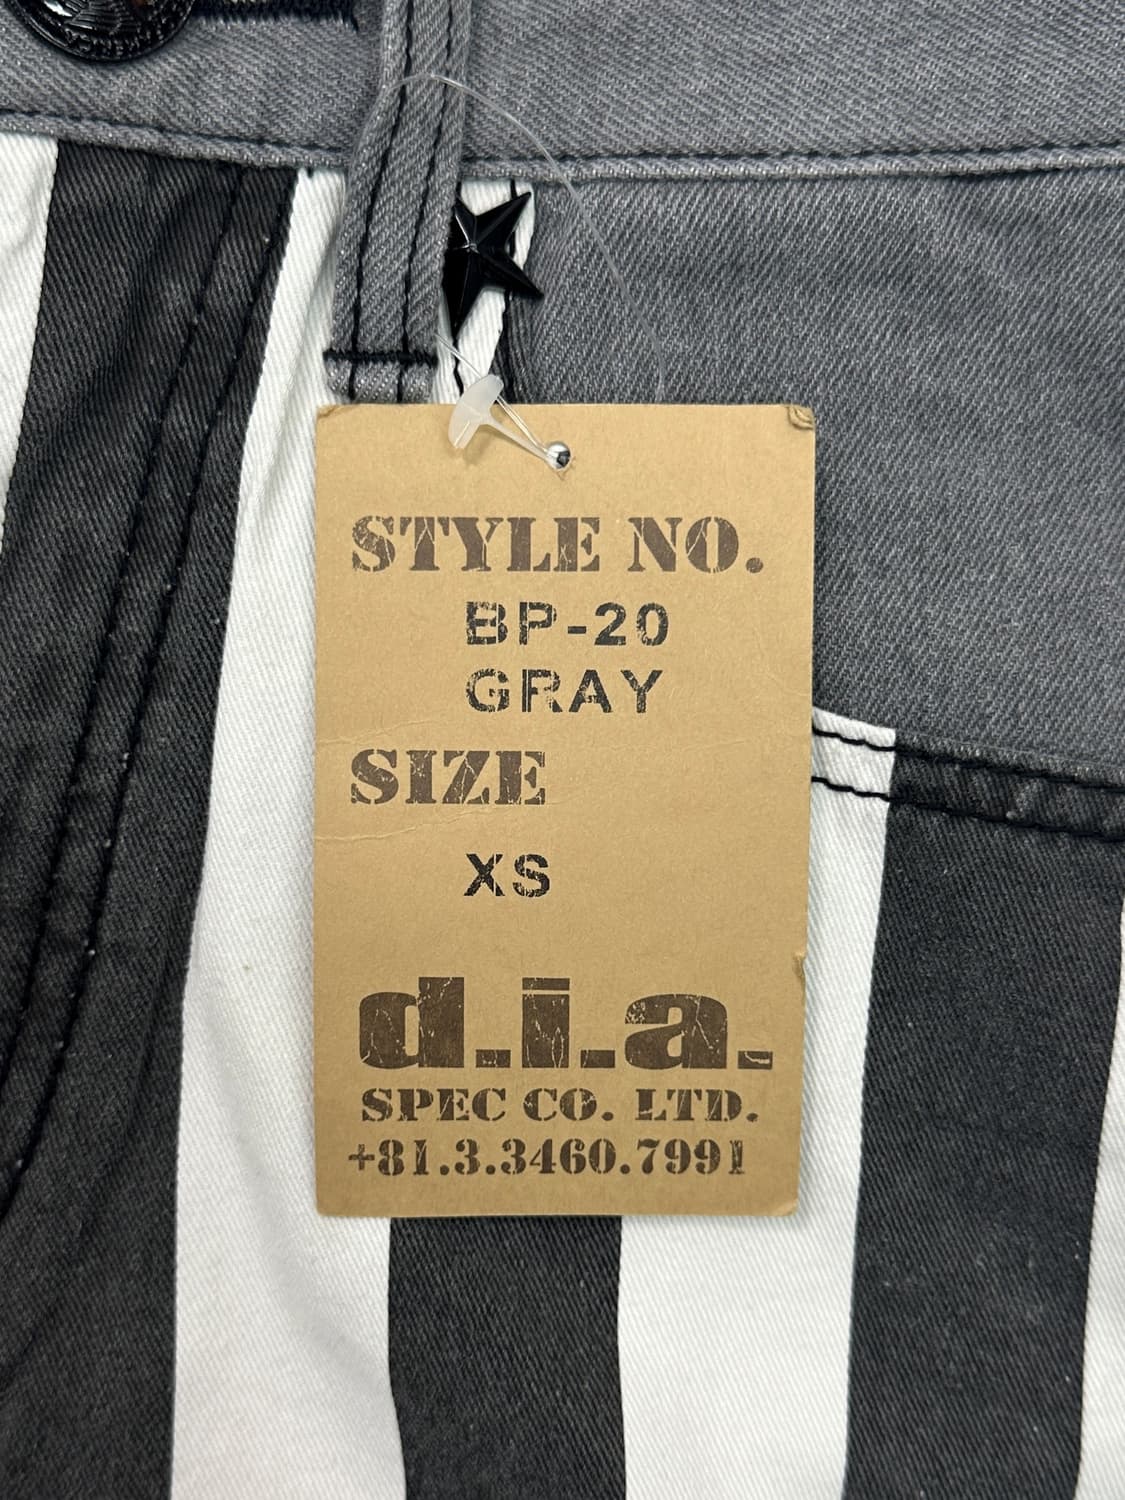 STYLE NO.
BP-20
GRAY
SIZE
XS
d.i.a.
SPEC CO. LTD.
+81.3.3460.7991